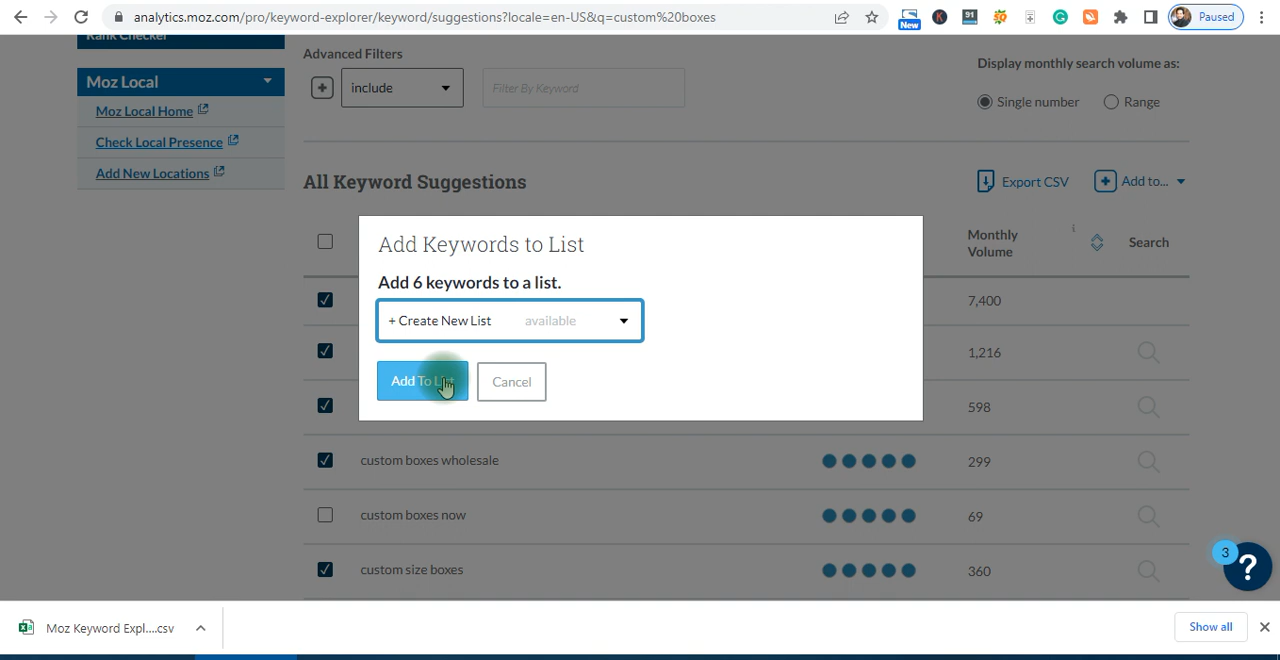 analytics.moz.com/pro/keyword-explorer/keyword/suggestions?locale=en-US&q=custom%20boxes
New
91
Paused
Rank Checker
Moz Local
Moz Local Home
Check Local Presence
Add New Locations
Advanced Filters
include
Filter By Keyword
Display monthly search volume as:
Single number
Range
All Keyword Suggestions
Export CSV
Add to...
Monthly
Volume
Search
Add Keywords to List
Add 6 keywords to a list.
+ Create New List available
Add To List
Cancel
7,400
1,216
598
custom boxes wholesale 299
custom boxes now 69
custom size boxes 360
3
?
Moz Keyword Expl....csv
Show all